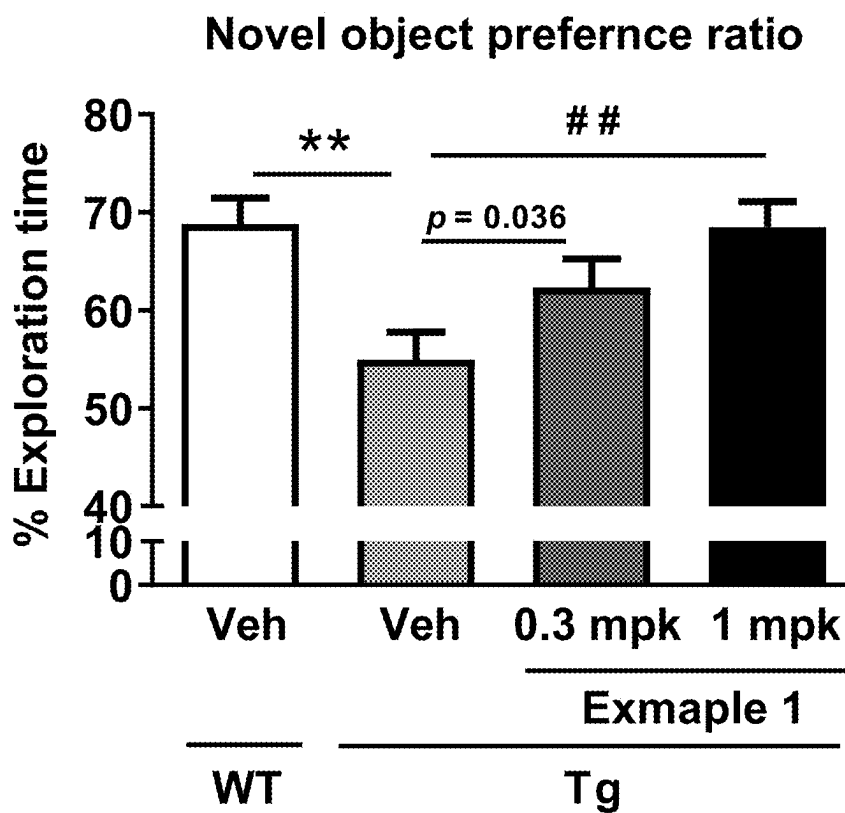 Novel object prefernce ratio
% Exploration time
80
70
60
50
40
10
0
**
##
p = 0.036
Veh Veh 0.3 mpk 1 mpk
Exmaple 1
WT Tg